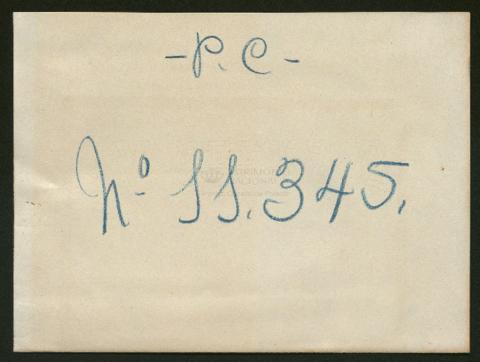 -P. C-
Nº 11.345.